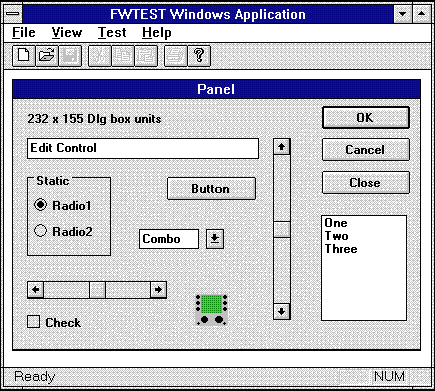 FWTEST Windows Application
File View Test Help
Panel
232 x 155 Dlg box units
OK
Edit Control
Cancel
Static
Button
Close
Radio1
Radio2
Combo
One
Two
Three
Check
Ready NUM